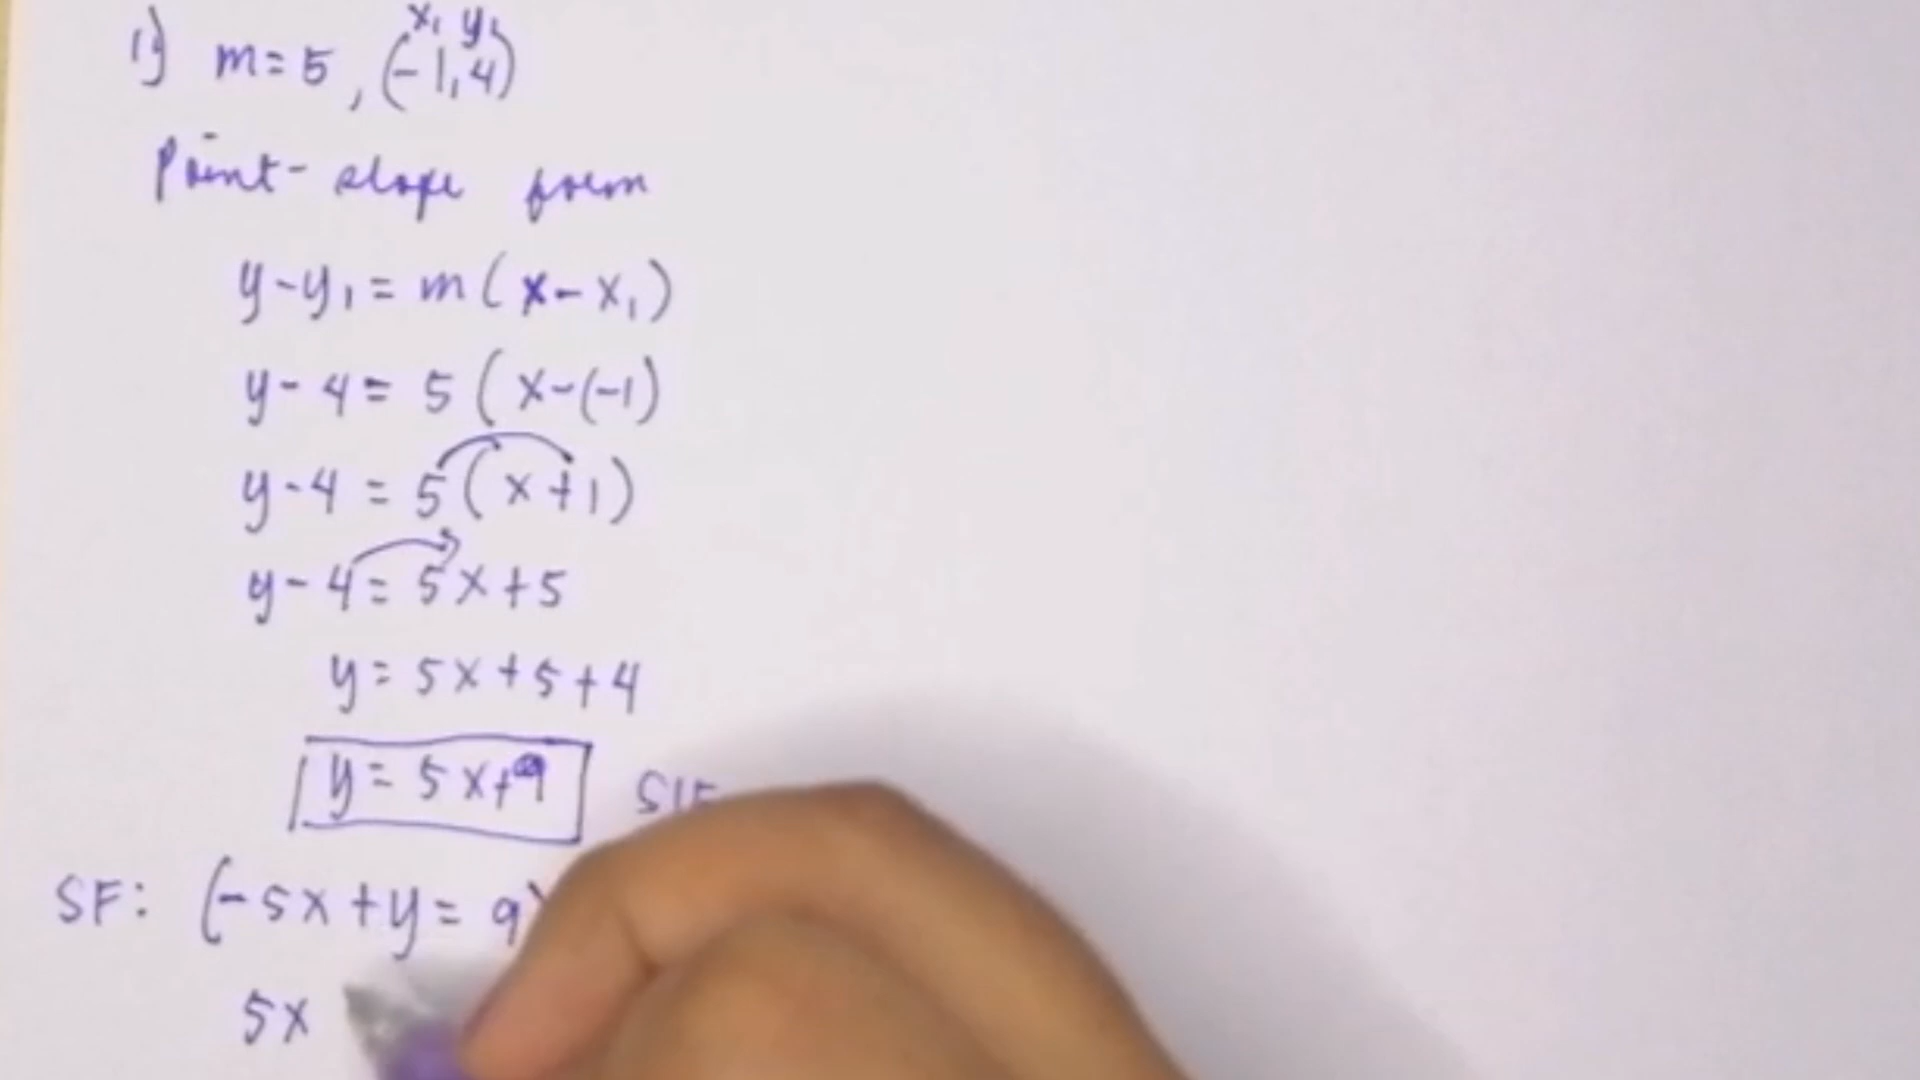 x₁ y₁
1) m = 5, (-1, 4)
Point-slope form
y - y₁ = m(x - x₁)
y - 4 = 5(x - (-1)
y - 4 = 5(x + 1)
y - 4 = 5x + 5
y = 5x + 5 + 4
y = 5x + 9
SF: (-5x + y = 9)
5x